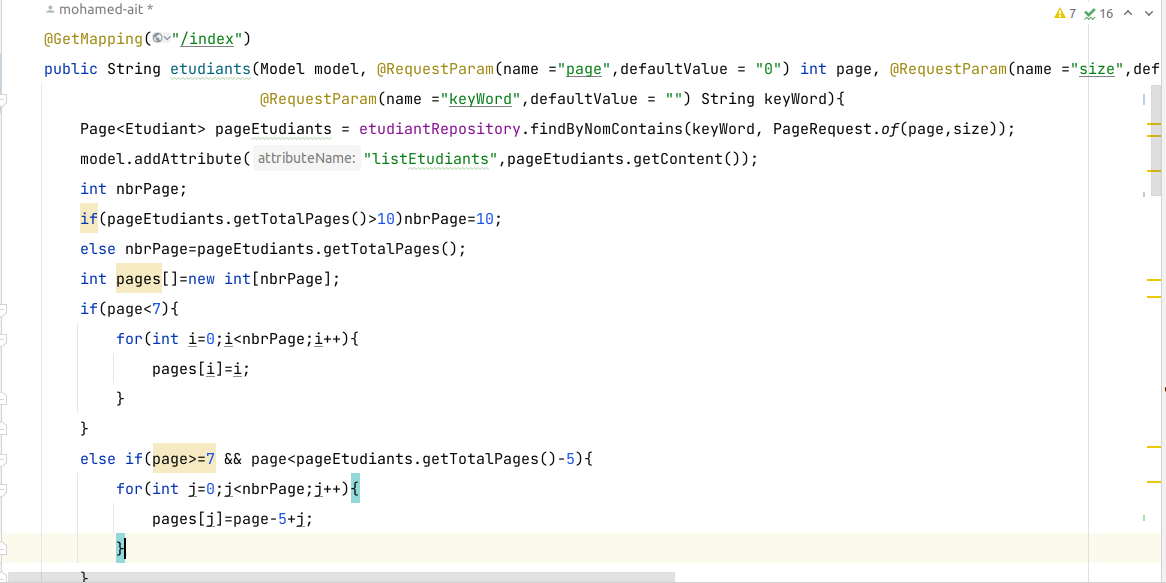 mohamed-ait *
7 16
@GetMapping("/index")
public String etudiants(Model model, @RequestParam(name ="page",defaultValue = "0") int page, @RequestParam(name ="size",def
@RequestParam(name ="keyWord",defaultValue = "") String keyWord){
Page<Etudiant> pageEtudiants = etudiantRepository.findByNomContains(keyWord, PageRequest.of(page,size));
model.addAttribute( attributeName: "listEtudiants",pageEtudiants.getContent());
int nbrPage;
if(pageEtudiants.getTotalPages()>10)nbrPage=10;
else nbrPage=pageEtudiants.getTotalPages();
int pages[]=new int[nbrPage];
if(page<7){
for(int i=0;i<nbrPage;i++){
pages[i]=i;
}
}
else if(page>=7 && page<pageEtudiants.getTotalPages()-5){
for(int j=0;j<nbrPage;j++){
pages[j]=page-5+j;
}
}